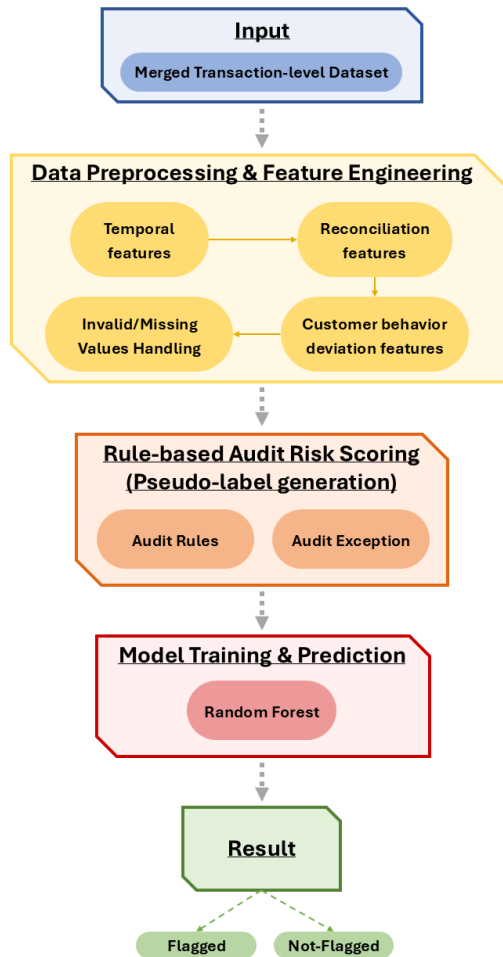 Input
Merged Transaction-level Dataset
Data Preprocessing & Feature Engineering
Temporal
features
Reconciliation
features
Invalid/Missing
Values Handling
Customer behavior
deviation features
Rule-based Audit Risk Scoring
(Pseudo-label generation)
Audit Rules
Audit Exception
Model Training & Prediction
Random Forest
Result
Flagged
Not-Flagged